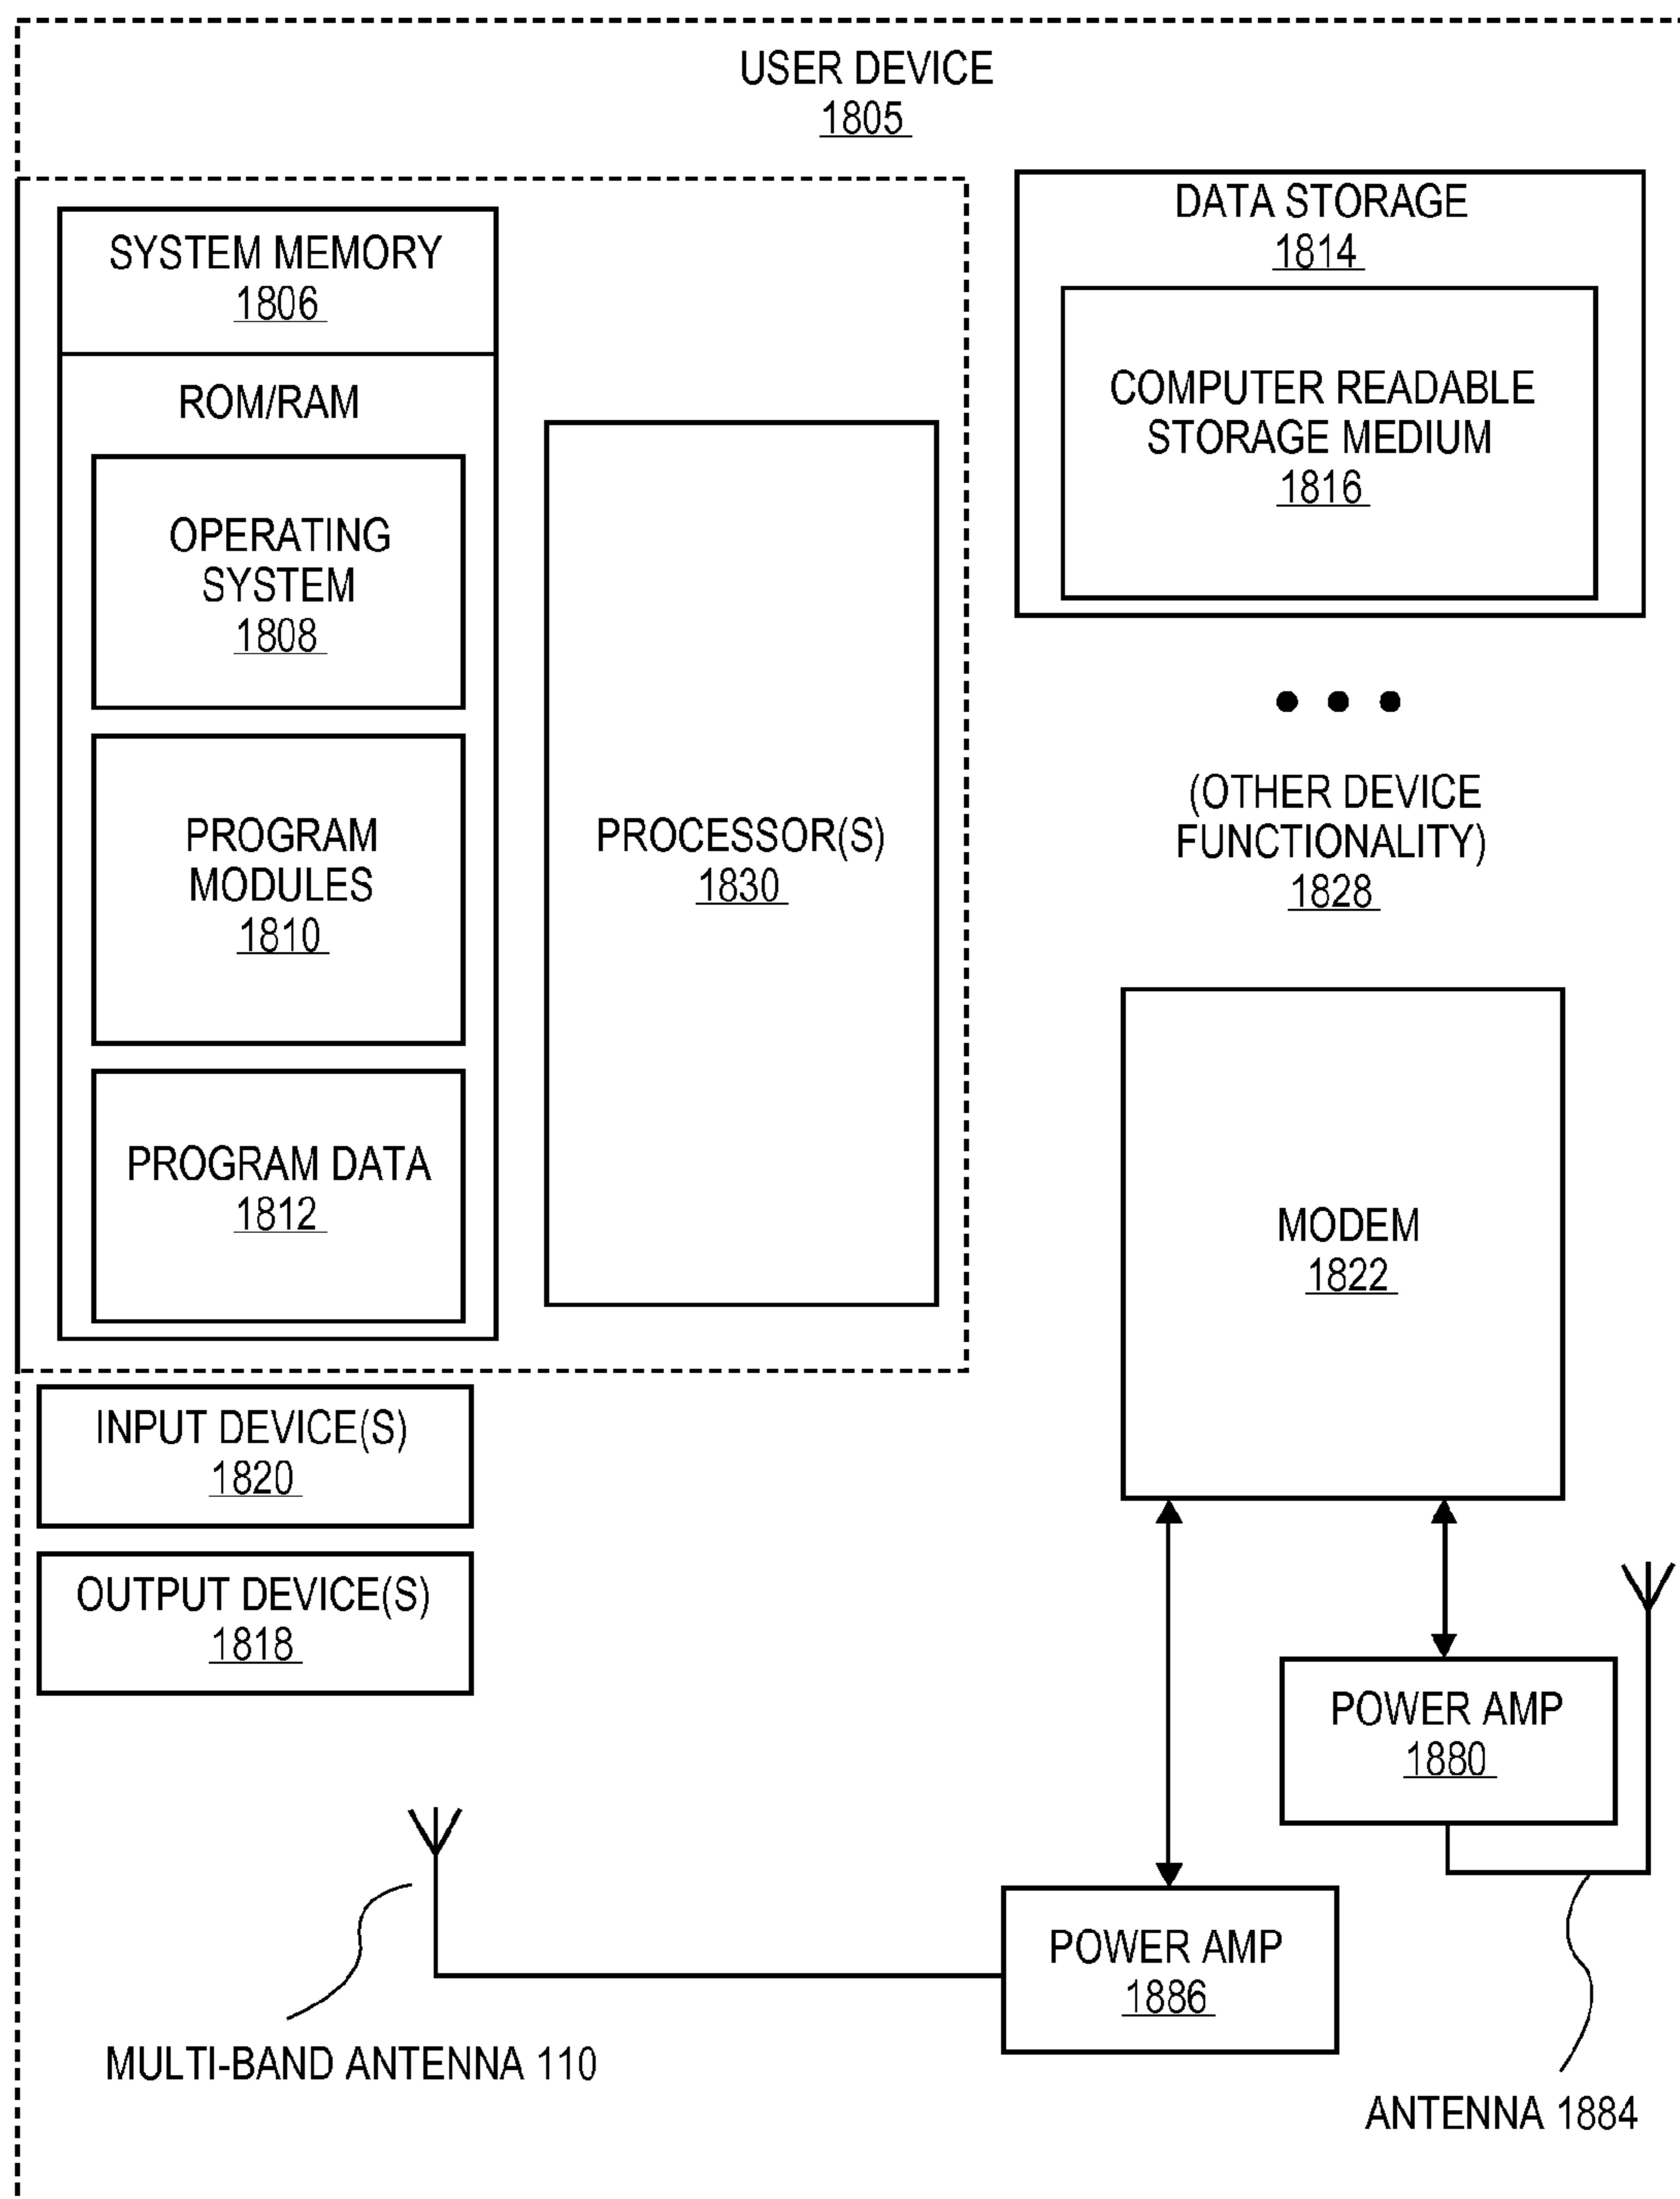 USER DEVICE
1805
SYSTEM MEMORY
1806
ROM/RAM
OPERATING
SYSTEM
1808
PROGRAM
MODULES
1810
PROGRAM DATA
1812
PROCESSOR(S)
1830
DATA STORAGE
1814
COMPUTER READABLE
STORAGE MEDIUM
1816
(OTHER DEVICE
FUNCTIONALITY)
1828
MODEM
1822
INPUT DEVICE(S)
1820
OUTPUT DEVICE(S)
1818
POWER AMP
1880
POWER AMP
1886
MULTI-BAND ANTENNA 110
ANTENNA 1884